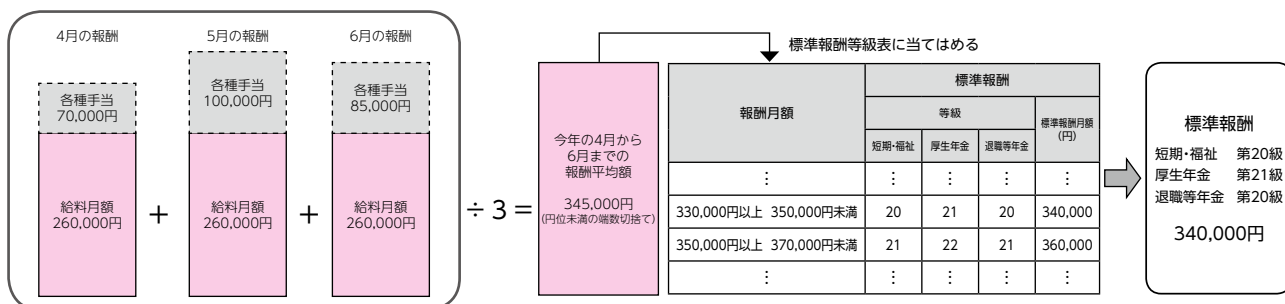 4月の報酬
各種手当
70,000円
給料月額
260,000円
+
5月の報酬
各種手当
100,000円
給料月額
260,000円
+
6月の報酬
各種手当
85,000円
給料月額
260,000円
÷3=
今年の4月から
6月までの
報酬平均額
345,000円
(円位未満の端数切捨て)
標準報酬等級表に当てはめる
報酬月額 標準報酬
等級 標準報酬月額
(円)
短期・福祉 厚生年金 退職等年金
⋮ ⋮ ⋮ ⋮ ⋮
330,000円以上 350,000円未満 20 21 20 340,000
350,000円以上 370,000円未満 21 22 21 360,000
⋮ ⋮ ⋮ ⋮ ⋮
標準報酬
短期・福祉 第20級
厚生年金 第21級
退職等年金 第20級
340,000円